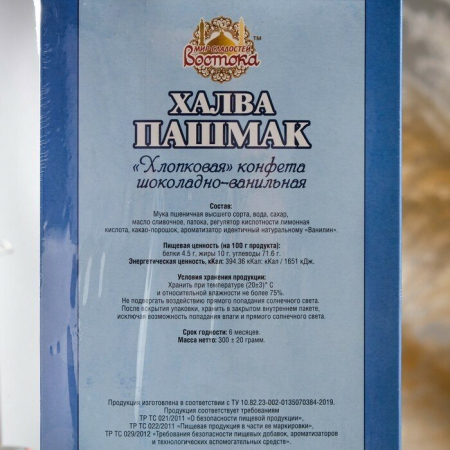 МИР СЛАДОСТЕЙ
Востока ™
ХАЛВА
ПАШМАК
«Хлопковая» конфета
шоколадно-ванильная
Состав:
Мука пшеничная высшего сорта, вода, сахар,
масло сливочное, патока, регулятор кислотности лимонная
кислота, какао-порошок, ароматизатор идентичный натуральному «Ванилин».
Пищевая ценность (на 100 г продукта):
белки 4.5 г, жиры 10 г, углеводы 71.6 г.
Энергетическая ценность, кКал: 394.36 кКал: кКал / 1651 кДж.
Условия хранения продукции:
Хранить при температуре (20±3)° С
и относительной влажности не более 75%.
Не подвергать воздействию прямого попадания солнечного света.
После вскрытия упаковки, хранить в закрытом внутреннем пакете,
исключая возможность попадания влаги и прямого солнечного света.
Срок годности: 6 месяцев.
Масса нетто: 300 ± 20 грамм.
Продукция изготовлена в соответствии с ТУ 10.82.23-002-0135070384-2019.
Продукция соответствует требованиям
ТР ТС 021/2011 «О безопасности пищевой продукции»,
ТР ТС 022/2011 «Пищевая продукция в части ее маркировки»,
ТР ТС 029/2012 «Требования безопасности пищевых добавок, ароматизаторов
и технологических вспомогательных средств».